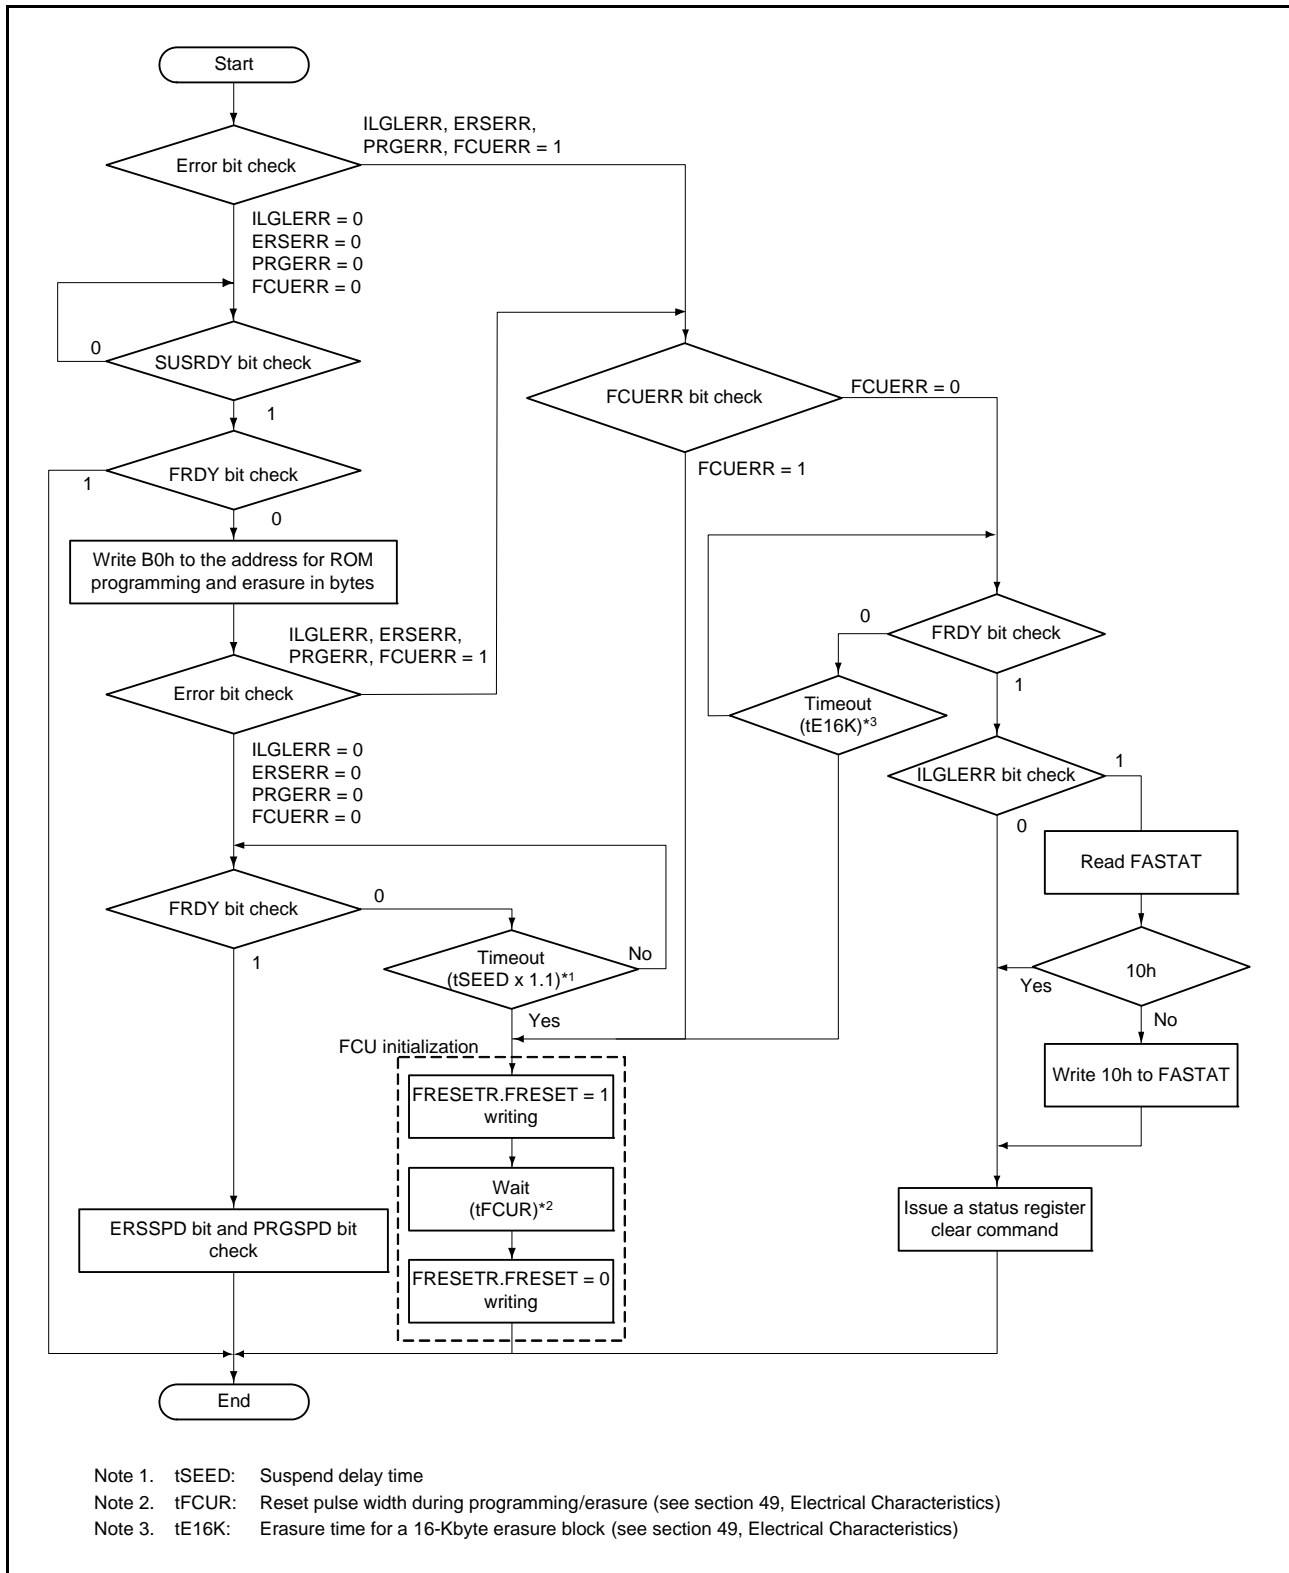 Start
ILGLERR, ERSERR,
PRGERR, FCUERR = 1
Error bit check
ILGLERR = 0
ERSERR = 0
PRGERR = 0
FCUERR = 0
0
SUSRDY bit check
1
FCUERR bit check
FCUERR = 0
FRDY bit check
1
FCUERR = 1
0
Write B0h to the address for ROM
programming and erasure in bytes
ILGLERR, ERSERR,
PRGERR, FCUERR = 1
Error bit check
0
FRDY bit check
1
Timeout
(tE16K)*3
ILGLERR = 0
ERSERR = 0
PRGERR = 0
FCUERR = 0
ILGLERR bit check
1
0
Read FASTAT
FRDY bit check
0
1
Timeout
(tSEED x 1.1)*1
No
Yes
10h
Yes
No
FCU initialization
Write 10h to FASTAT
FRESETR.FRESET = 1
writing
Wait
(tFCUR)*2
Issue a status register
clear command
ERSSPD bit and PRGSPD bit
check
FRESETR.FRESET = 0
writing
End
Note 1. tSEED: Suspend delay time
Note 2. tFCUR: Reset pulse width during programming/erasure (see section 49, Electrical Characteristics)
Note 3. tE16K: Erasure time for a 16-Kbyte erasure block (see section 49, Electrical Characteristics)